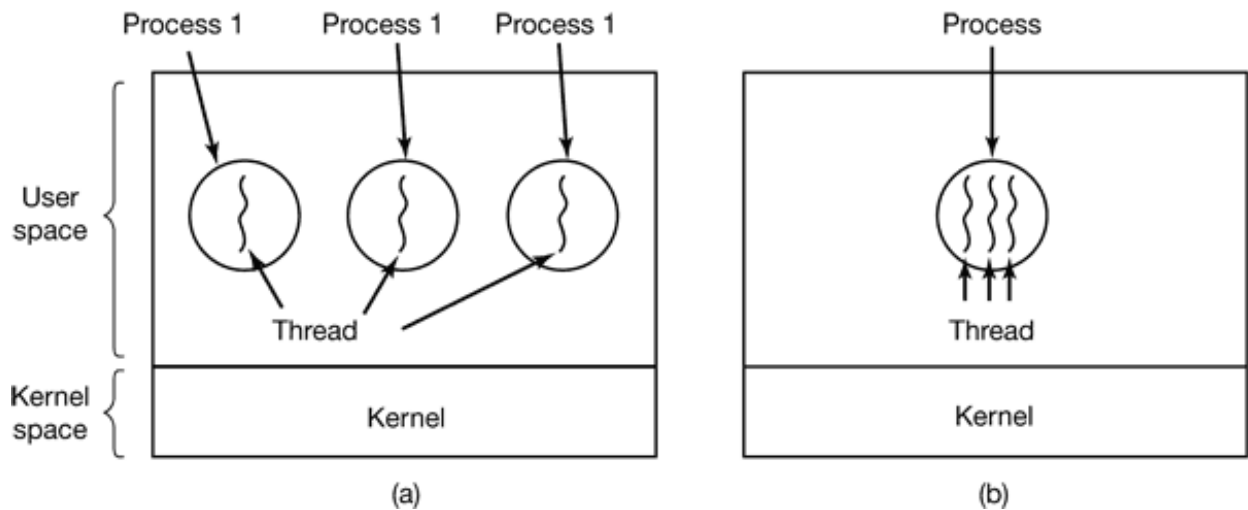 Process 1 Process 1 Process 1
Process
User
space
Thread
Thread
Kernel
space
Kernel
Kernel
(a)
(b)